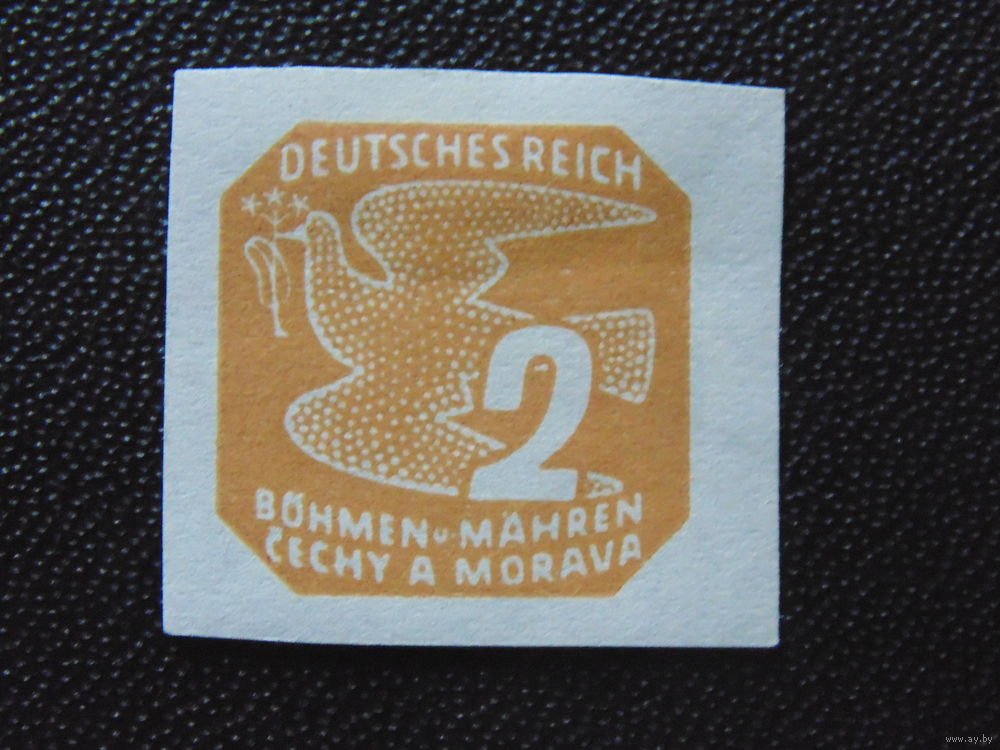 DEUTSCHES REICH
2
BÖHMEN u. MÄHREN
ČECHY A MORAVA
www.ay.by